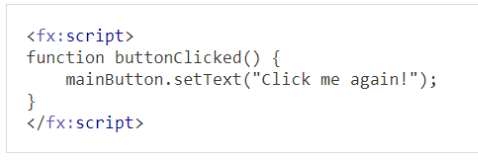 <fx:script>
function buttonClicked() {
    mainButton.setText("Click me again!");
}
</fx:script>